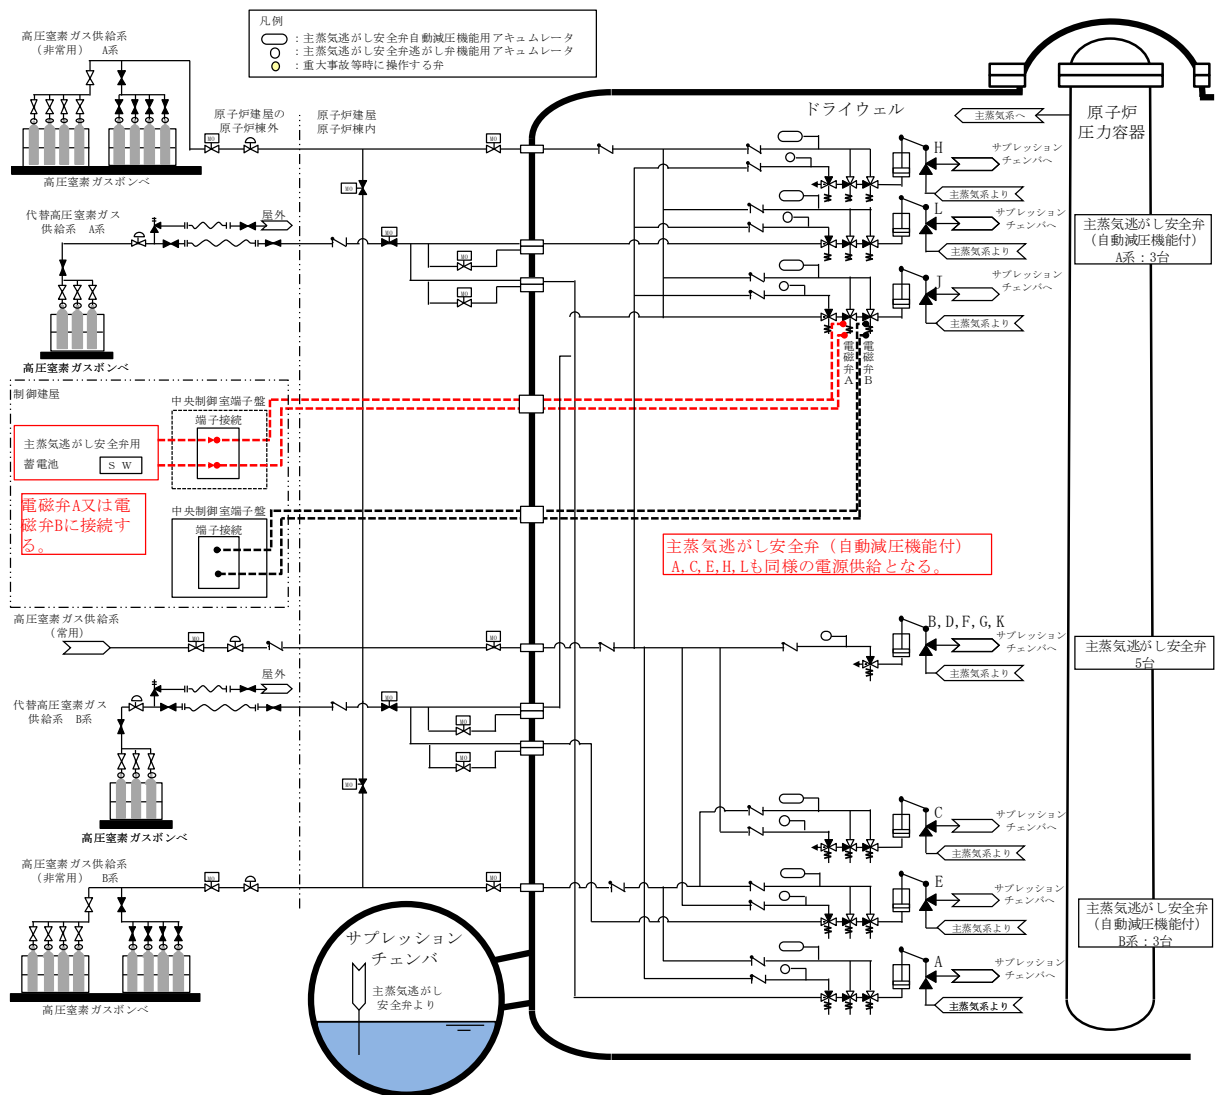 凡例
：主蒸気逃がし安全弁自動減圧機能用アキュムレータ
：主蒸気逃がし安全弁逃がし弁機能用アキュムレータ
：重大事故等時に操作する弁
高圧窒素ガス供給系
（非常用）　A系
高圧窒素ガスボンベ
原子炉建屋の
原子炉棟外
原子炉建屋
原子炉棟内
MO
MO
MO
ドライウェル
主蒸気系へ
原子炉
圧力容器
H
サプレッション
チェンバへ
主蒸気系より
代替高圧窒素ガス
供給系　A系
屋外
MO
MO
MO
高圧窒素ガスボンベ
L
サプレッション
チェンバへ
主蒸気系より
主蒸気逃がし安全弁
(自動減圧機能付)
A系：3台
J
サプレッション
チェンバへ
主蒸気系より
電磁弁A
電磁弁B
制御建屋
中央制御室端子盤
端子接続
主蒸気逃がし安全弁用
蓄電池
S W
電磁弁A又は電
磁弁Bに接続す
る。
中央制御室端子盤
端子接続
主蒸気逃がし安全弁（自動減圧機能付）
A,C,E,H,Lも同様の電源供給となる。
高圧窒素ガス供給系
（常用）
MO
MO
B,D,F,G,K
サプレッション
チェンバへ
主蒸気系より
主蒸気逃がし安全弁
5台
屋外
代替高圧窒素ガス
供給系　B系
MO
MO
MO
MO
高圧窒素ガスボンベ
C
サプレッション
チェンバへ
主蒸気系より
高圧窒素ガス供給系
（非常用）　B系
MO
MO
高圧窒素ガスボンベ
E
サプレッション
チェンバへ
主蒸気系より
主蒸気逃がし安全弁
(自動減圧機能付)
B系：3台
A
サプレッション
チェンバへ
主蒸気系より
サプレッション
チェンバ
主蒸気逃がし
安全弁より